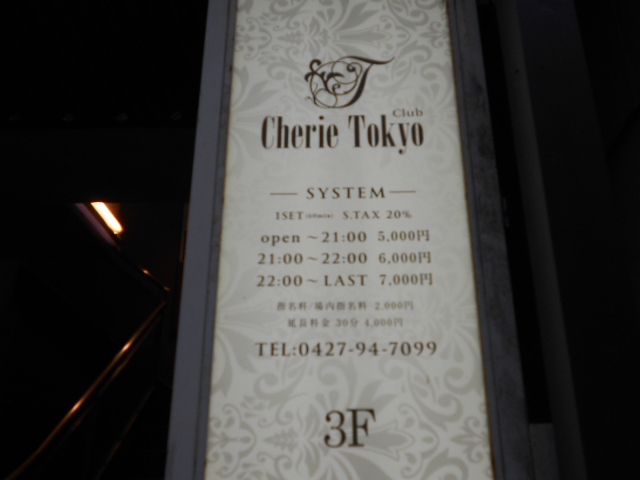 Club
Cherie Tokyo
SYSTEM
1SET(60min) S.TAX 20%
open ~21:00 5,000円
21:00~22:00 6,000円
22:00~LAST 7,000円
指名料/場内指名料 2,000円
延長料金 30分 4,000円
TEL:0427-94-7099
3F